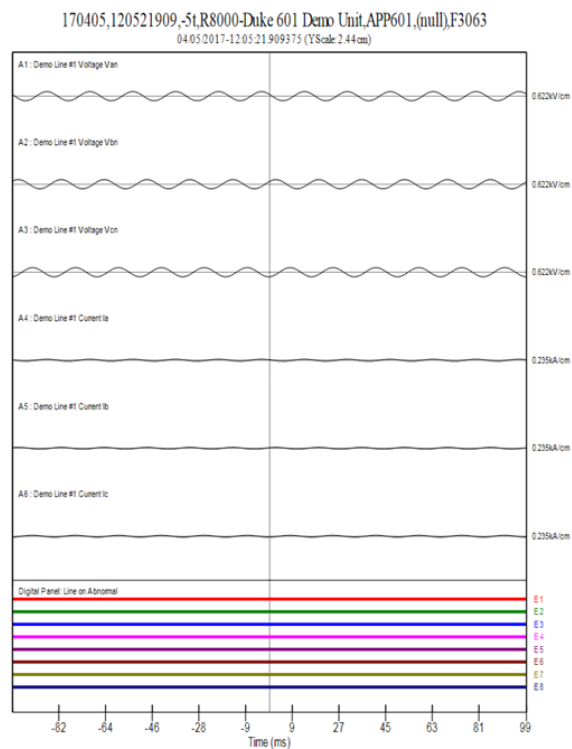 170405,120521909,-5t,R8000-Duke 601 Demo Unit,APP601,(null),F3063
04/05/2017-12:05:21.909375 (YScale:2.44cm)
A1 : Demo Line #1 Voltage Van
0.622kV/cm
A2 : Demo Line #1 Voltage Vbn
0.622kV/cm
A3 : Demo Line #1 Voltage Vcn
0.622kV/cm
A4 : Demo Line #1 Current Ia
0.235kA/cm
A5 : Demo Line #1 Current Ib
0.235kA/cm
A6 : Demo Line #1 Current Ic
0.235kA/cm
Digital Panel: Line on Abnormal
E1
E2
E3
E4
E5
E6
E7
E8
-82 -64 -46 -28 -9 9 27 45 63 81 99
Time (ms)